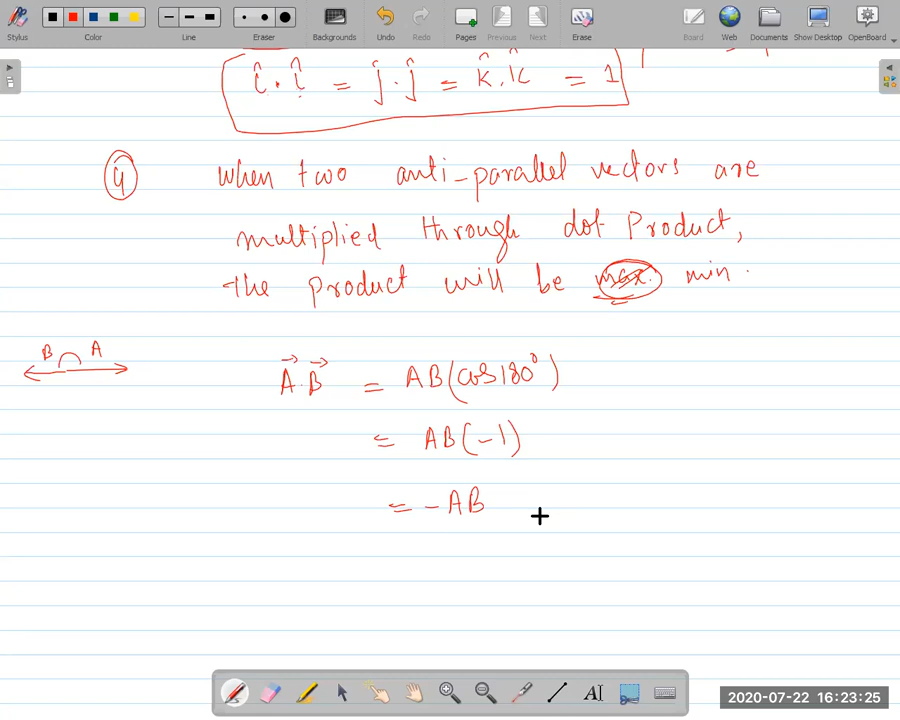 Stylus Color Line Eraser Backgrounds Undo Redo Pages Previous Next Erase Board Web Documents Show Desktop OpenBoard
î · î = ĵ · ĵ = k̂ · k̂ = 1
4 When two anti-parallel vectors are
multiplied through dot Product,
the product will be max. min.
B A
A⃗ · B⃗ = AB(cos180°)
= AB(-1)
= -AB
2020-07-22 16:23:25